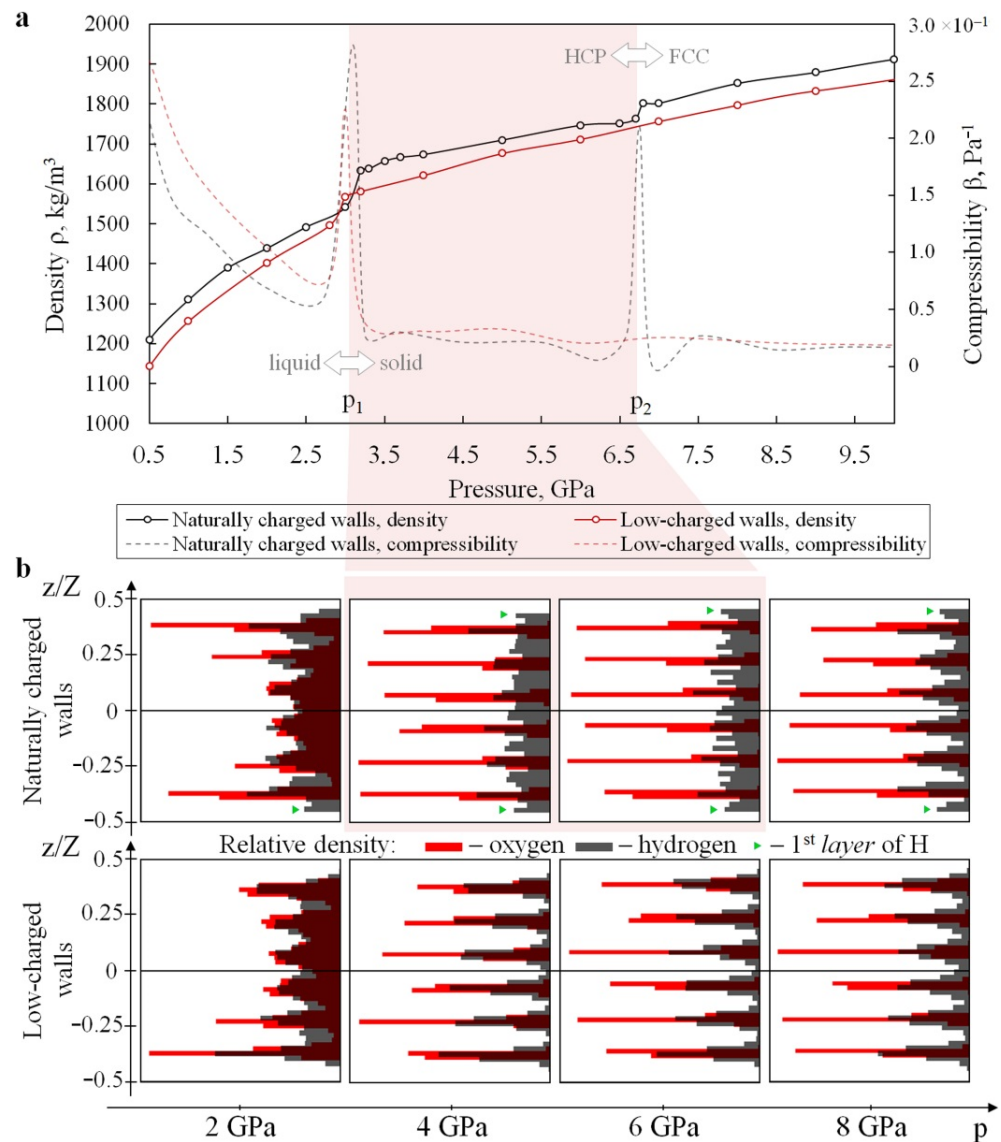 a
2000
1900
1800
1700
1600
1500
1400
1300
1200
1100
1000
Density ρ, kg/m³
3.0 ×10⁻¹
2.5
2.0
1.5
1.0
0.5
0
Compressibility β, Pa⁻¹
HCP FCC
liquid solid
p₁ p₂
0.5 1.5 2.5 3.5 4.5 5.5 6.5 7.5 8.5 9.5
Pressure, GPa
Naturally charged walls, density Low-charged walls, density
Naturally charged walls, compressibility Low-charged walls, compressibility
b
z/Z
0.5
0.25
0
−0.25
−0.5
Naturally charged
walls
z/Z
Relative density: – oxygen – hydrogen – 1st layer of H
0.25
0
−0.25
−0.5
Low-charged
walls
2 GPa 4 GPa 6 GPa 8 GPa p